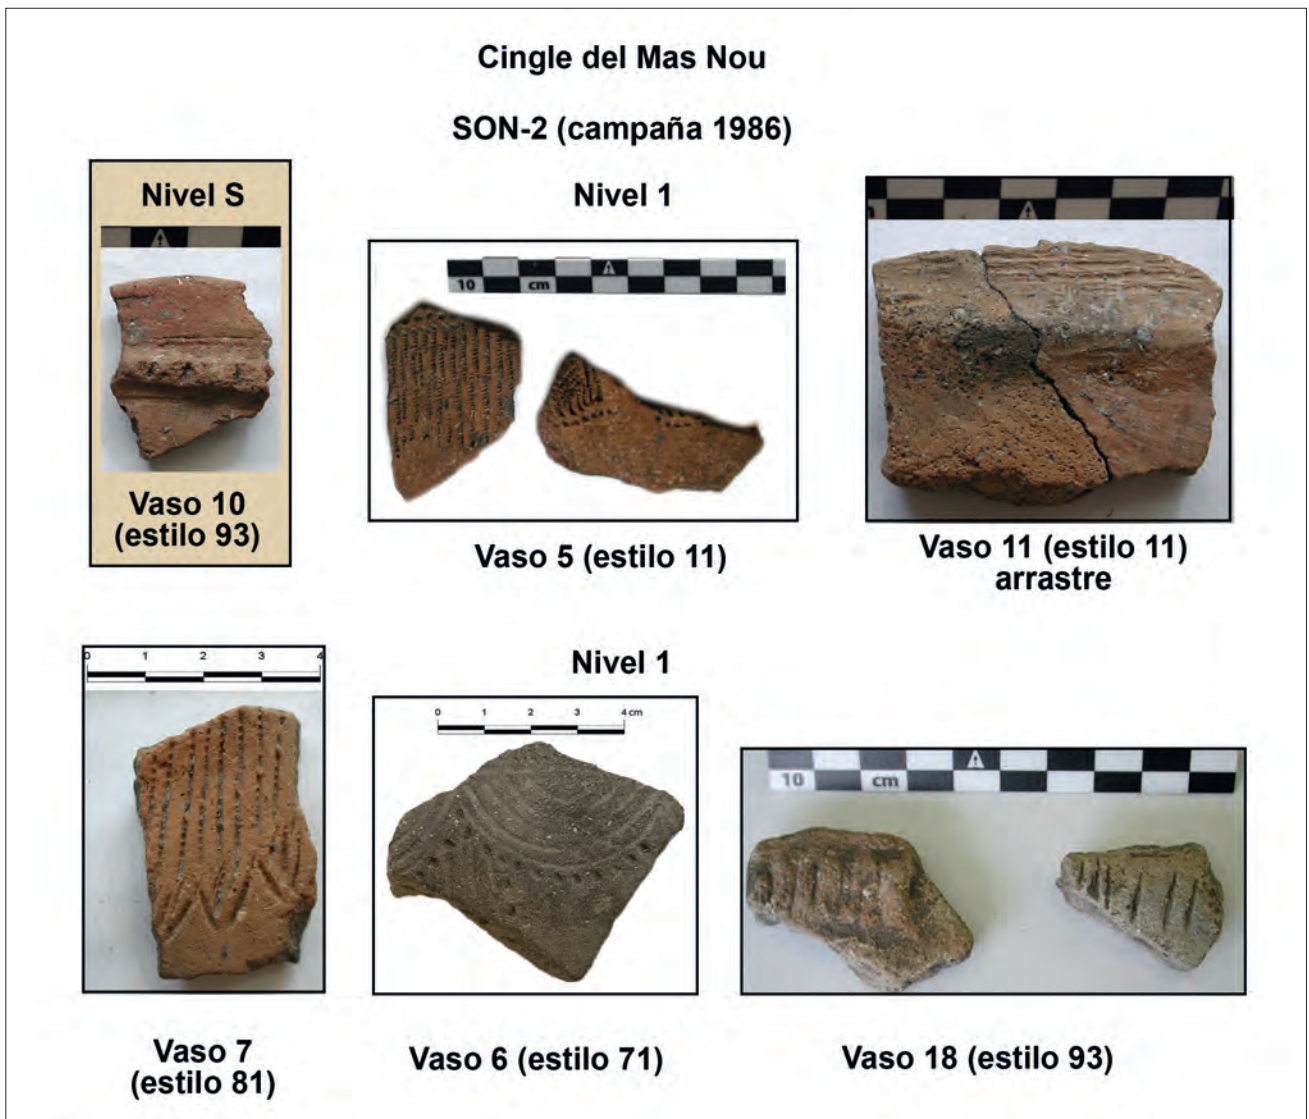 Cingle del Mas Nou
SON-2 (campaña 1986)
Nivel S
Nivel 1
10 cm
Vaso 10
(estilo 93)
Vaso 5 (estilo 11)
Vaso 11 (estilo 11)
arrastre
Nivel 1
0 1 2 3 4
0 1 2 3 4 cm
10 cm
Vaso 7
(estilo 81)
Vaso 6 (estilo 71)
Vaso 18 (estilo 93)